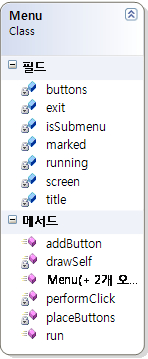 Menu
Class
필드
buttons
exit
isSubmenu
marked
running
screen
title
메서드
addButton
drawSelf
Menu(+ 2개 오...
performClick
placeButtons
run